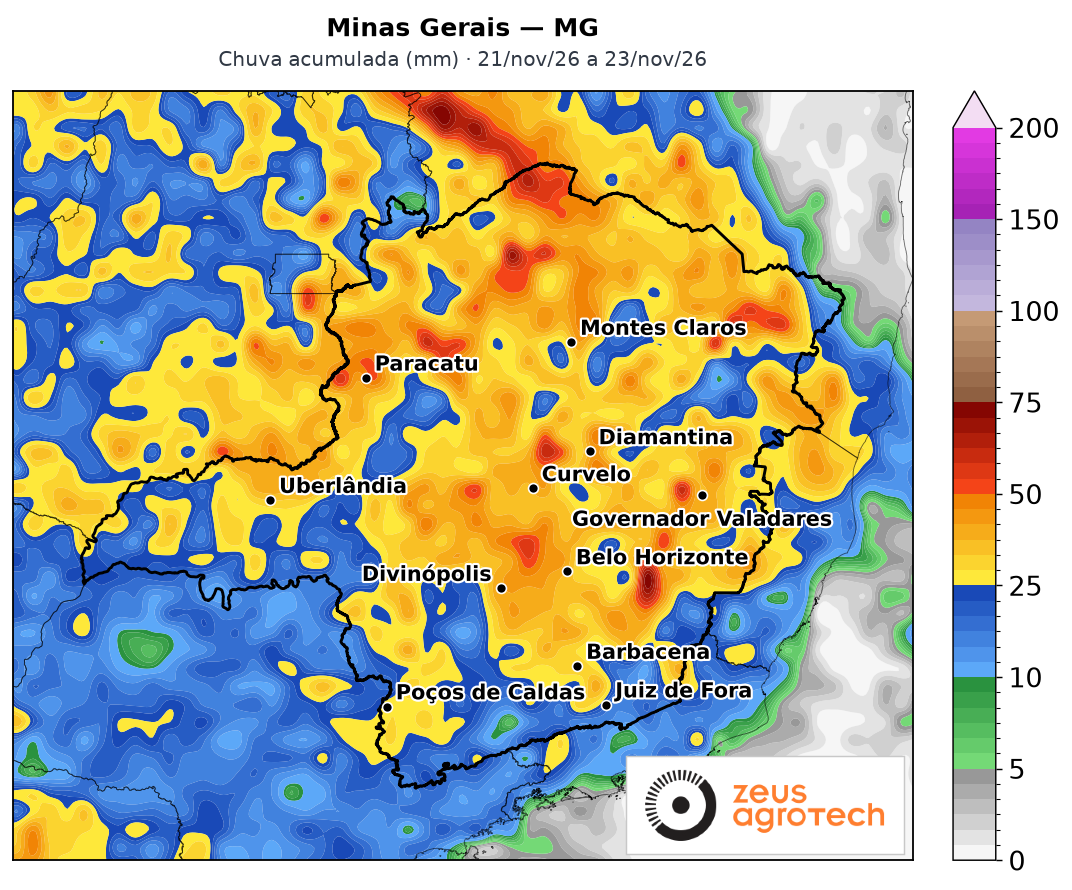 Minas Gerais — MG
Chuva acumulada (mm) · 21/nov/26 a 23/nov/26
200
150
100
75
50
25
10
5
0
Montes Claros
Paracatu
Diamantina
Curvelo
Uberlândia
Governador Valadares
Belo Horizonte
Divinópolis
Barbacena
Poços de Caldas
Juiz de Fora
zeus
agrotech